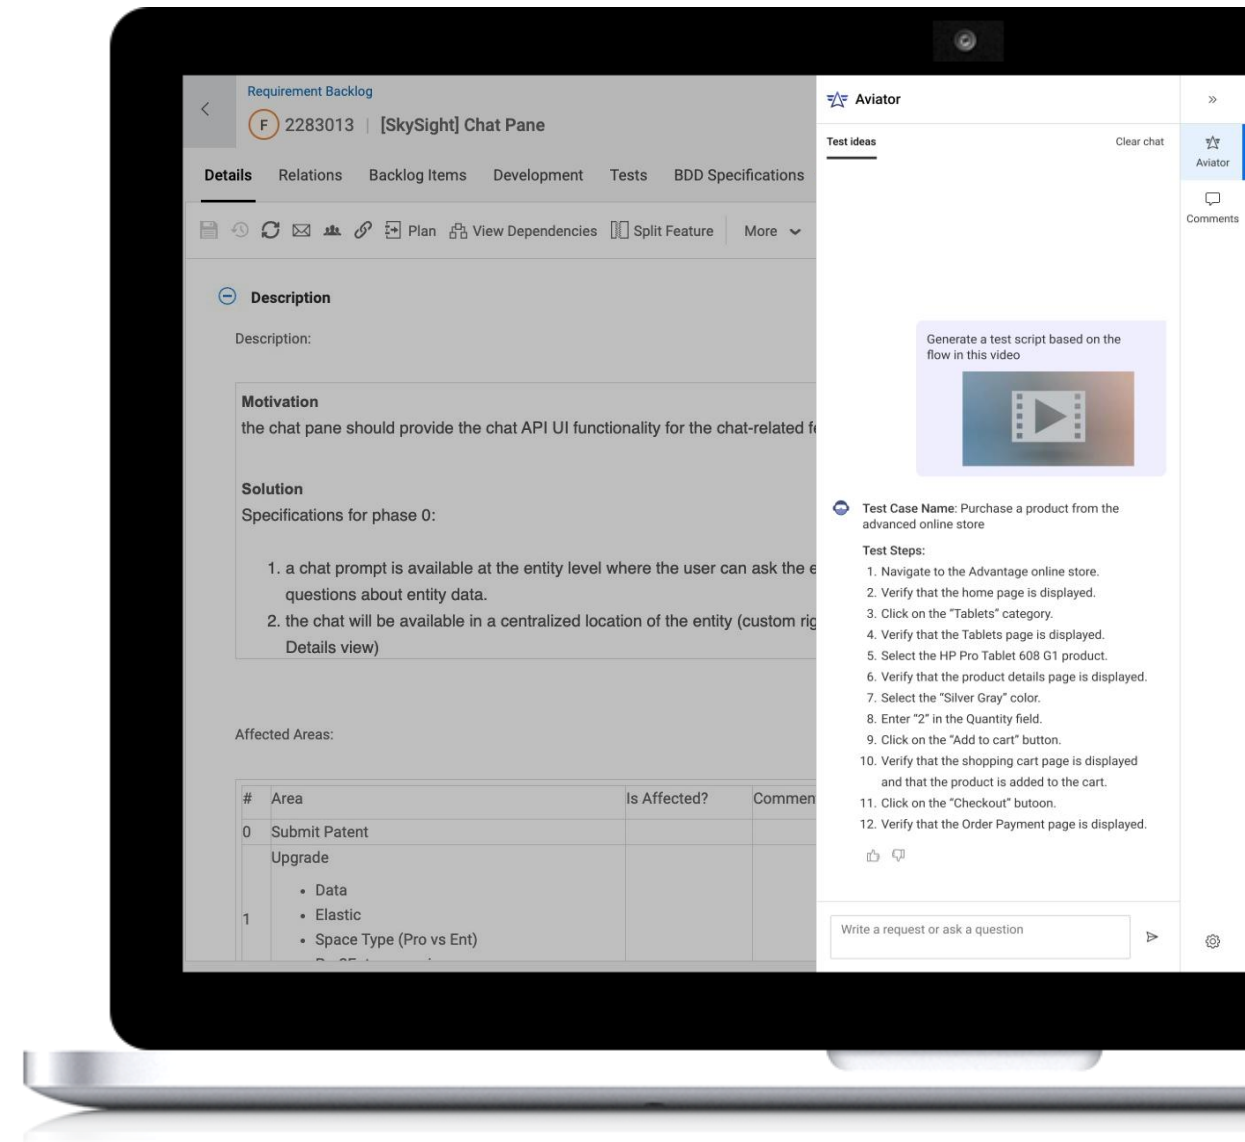 Requirement Backlog
F 2283013 | [SkySight] Chat Pane
Details Relations Backlog Items Development Tests BDD Specifications
Plan View Dependencies Split Feature More
Description
Description:
Motivation
the chat pane should provide the chat API UI functionality for the chat-related
Solution
Specifications for phase 0:
1. a chat prompt is available at the entity level where the user can ask the
questions about entity data.
2. the chat will be available in a centralized location of the entity (custom
Details view)
Affected Areas:
# Area Is Affected? Commen
0 Submit Patent
Upgrade
• Data
1
• Elastic
• Space Type (Pro vs Ent)
Aviator
Test ideas Clear chat
Generate a test script based on the
flow in this video
Test Case Name: Purchase a product from the
advanced online store
Test Steps:
1. Navigate to the Advantage online store.
2. Verify that the home page is displayed.
3. Click on the “Tablets” category.
4. Verify that the Tablets page is displayed.
5. Select the HP Pro Tablet 608 G1 product.
6. Verify that the product details page is displayed.
7. Select the “Silver Gray” color.
8. Enter “2” in the Quantity field.
9. Click on the “Add to cart” button.
10. Verify that the shopping cart page is displayed
and that the product is added to the cart.
11. Click on the “Checkout” butoon.
12. Verify that the Order Payment page is displayed.
Write a request or ask a question
Aviator
Comments